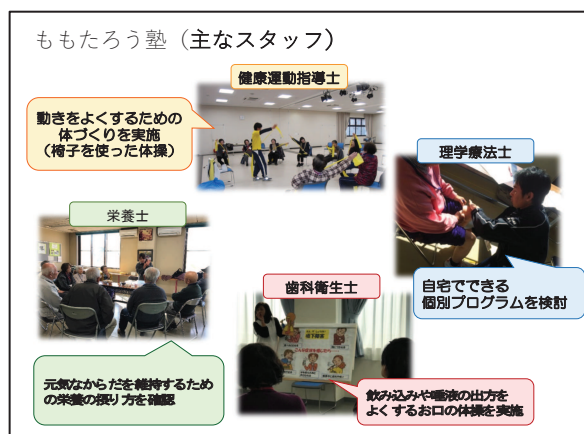 ももたろう塾（主なスタッフ）
健康運動指導士
動きをよくするための
体づくりを実施
（椅子を使った体操）
理学療法士
自宅でできる
個別プログラムを検討
栄養士
元気なからだを維持するため
の栄養の摂り方を確認
歯科衛生士
飲み込みや唾液の出方を
よくするお口の体操を実施